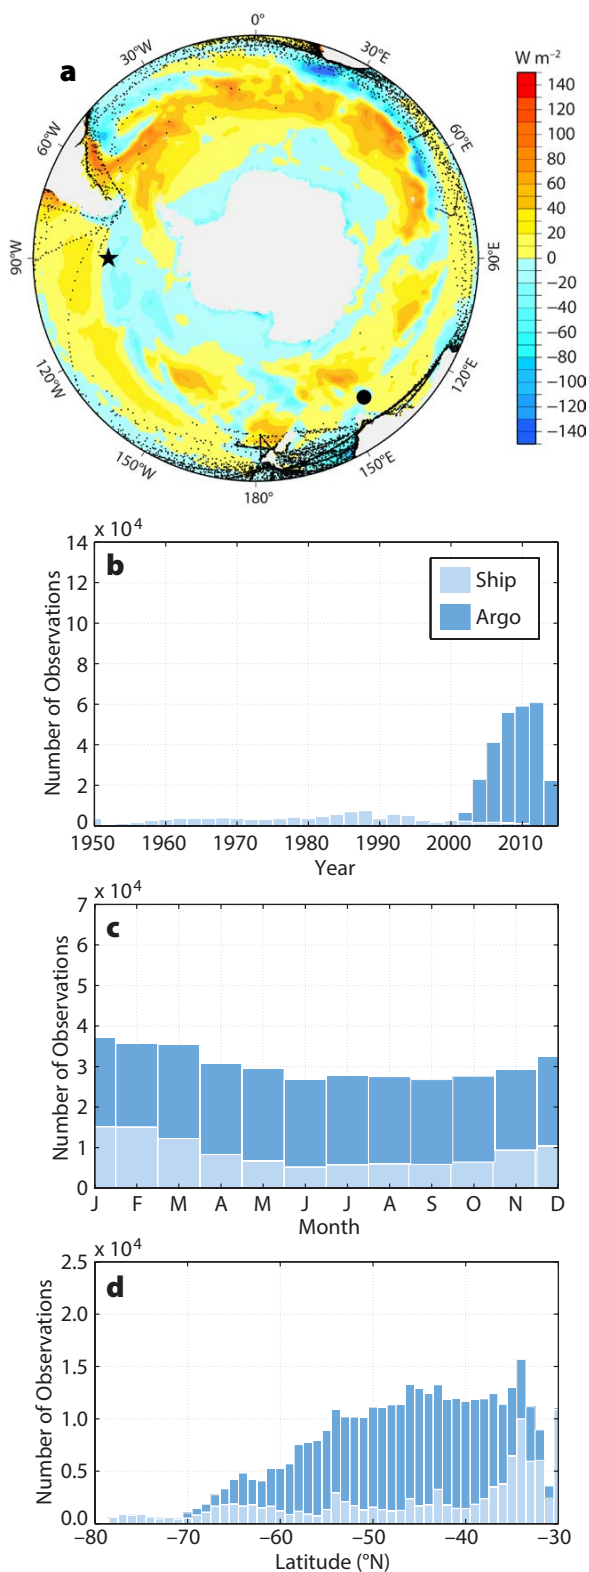 a
0°
30°E
60°E
90°E
120°E
150°E
180°
150°W
120°W
90°W
60°W
30°W
W m⁻²
140
120
100
80
60
40
20
0
−20
−40
−60
−80
−100
−120
−140
x 10⁴
b
Ship
Argo
Number of Observations
14
12
10
8
6
4
2
0
1950 1960 1970 1980 1990 2000 2010
Year
x 10⁴
c
Number of Observations
7
6
5
4
3
2
1
0
J F M A M J J A S O N D
Month
x 10⁴
d
Number of Observations
2.5
2.0
1.5
1.0
0.5
0.0
−80 −70 −60 −50 −40 −30
Latitude (°N)